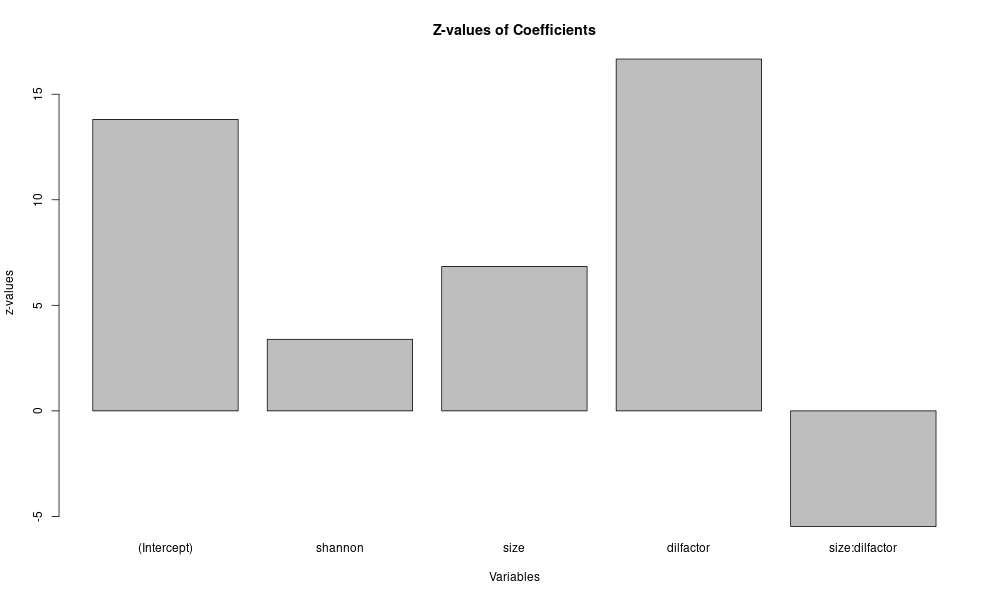 Z-values of Coefficients
z-values
15
10
5
0
-5
(Intercept) shannon size dilfactor size:dilfactor
Variables